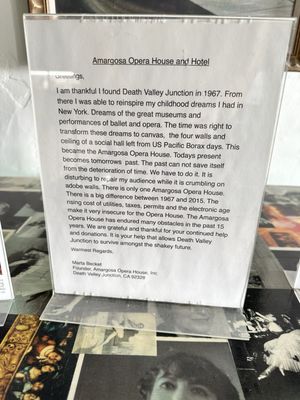 Amargosa Opera House and Hotel
Greetings,
I am thankful I found Death Valley Junction in 1967. From
there I was able to reinspire my childhood dreams I had in
New York. Dreams of the great museums and
performances of ballet and opera. The time was right to
transform these dreams to canvas, the four walls and
ceiling of a social hall left from US Pacific Borax days. This
became the Amargosa Opera House. Todays present
becomes tomorrows past. The past can not save itself
from the deterioration of time. We have to do it. It is
disturbing to repair my audience while it is crumbling on
adobe walls. There is only one Amargosa Opera House.
There is a big difference between 1967 and 2015. The
rising cost of utilities, taxes, permits and the electronic age
make it very insecure for the Opera House. The Amargosa
Opera House has endured many obstacles in the past 15
years. We are grateful and thankful for your continued help
and donations. It is your help that allows Death Valley
Junction to survive amongst the shakey future.
Warmest Regards,
Marta Becket
Founder, Amargosa Opera House, Inc.
Death Valley Junction, CA 92328